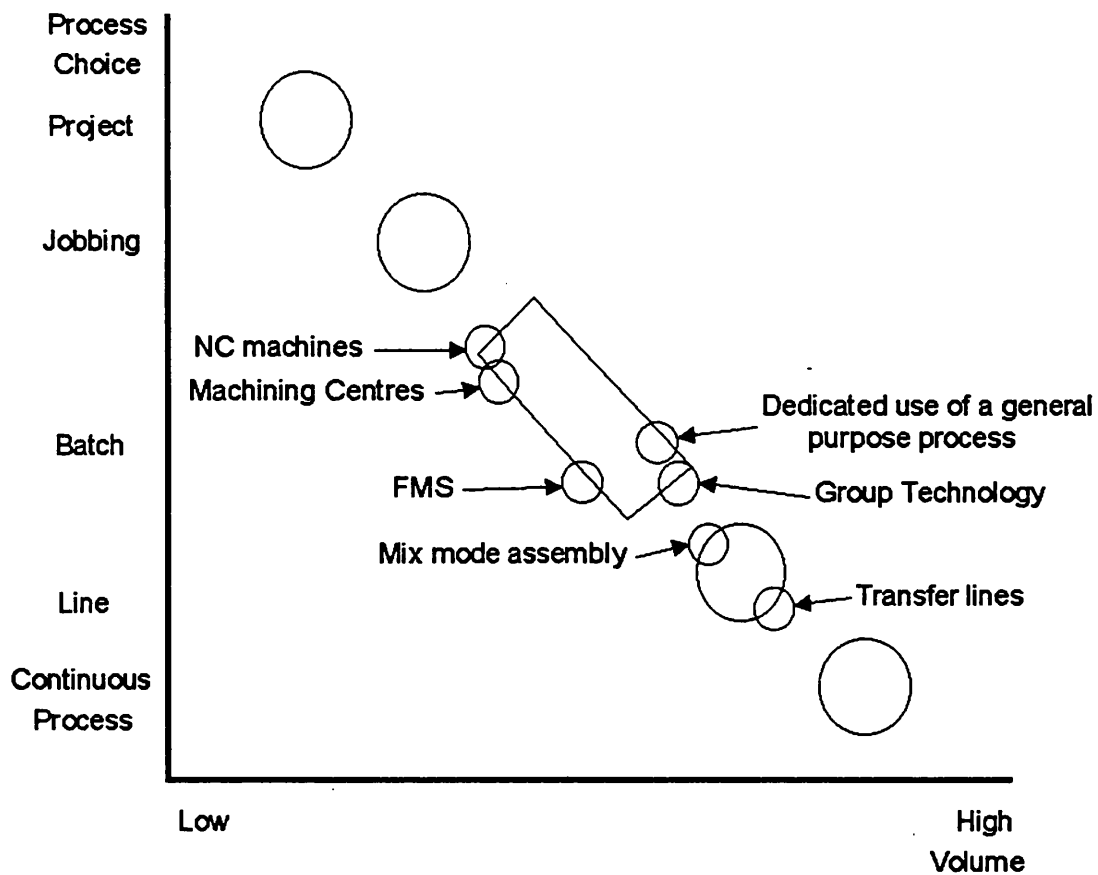 Process
Choice
Project
Jobbing
NC machines
Machining Centres
Dedicated use of a general
purpose process
Batch
FMS
Group Technology
Mix mode assembly
Line
Transfer lines
Continuous
Process
Low
High
Volume